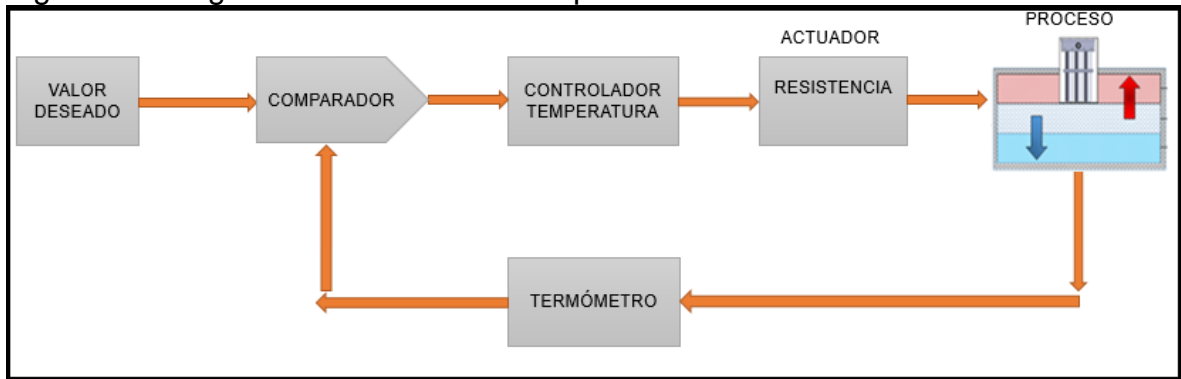 PROCESO
ACTUADOR
VALOR
DESEADO
COMPARADOR
CONTROLADOR
TEMPERATURA
RESISTENCIA
TERMÓMETRO